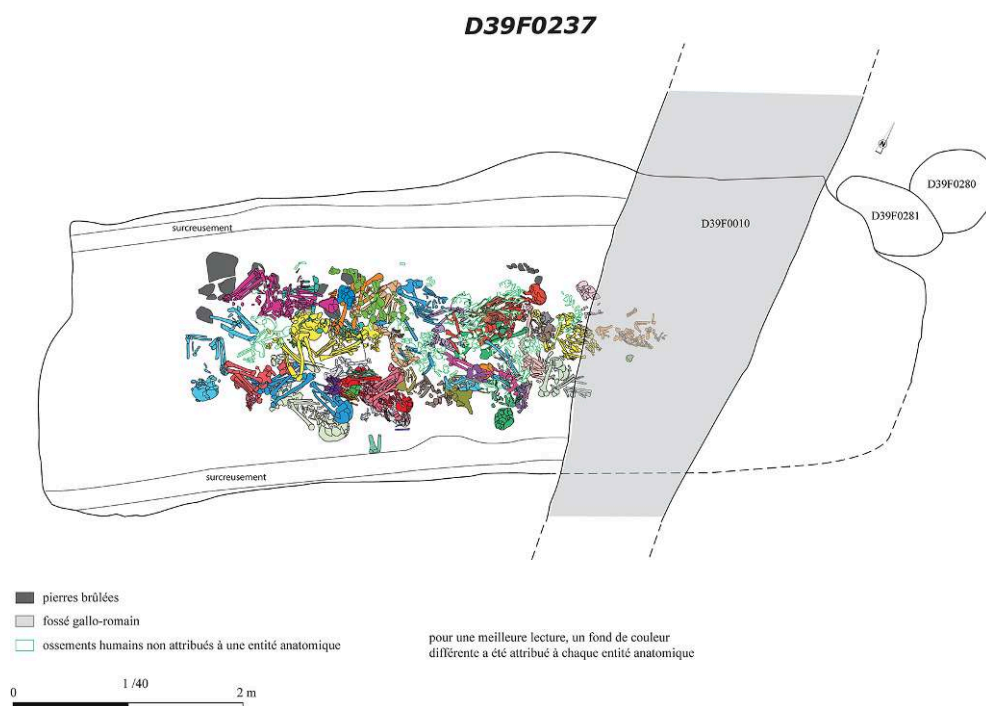 D39F0237
N
D39F0280
D39F0281
D39F0010
surcreusement
surcreusement
pierres brûlées
fossé gallo-romain
ossements humains non attribués à une entité anatomique
pour une meilleure lecture, un fond de couleur
différente a été attribué à chaque entité anatomique
1 /40
0 2 m